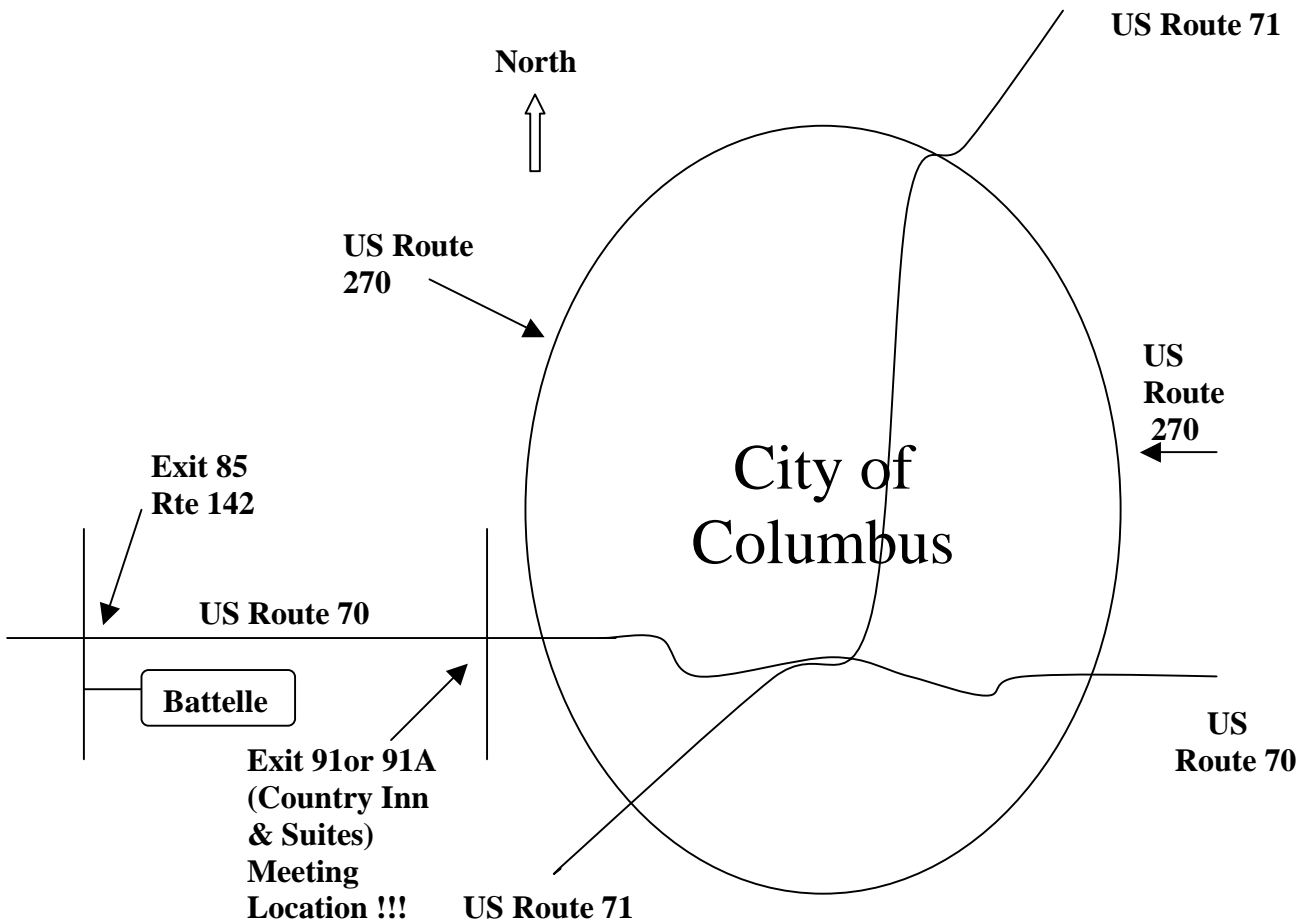 US Route 71
North
US Route
270
US
Route
270
City of
Columbus
Exit 85
Rte 142
US Route 70
Battelle
US
Route 70
Exit 91or 91A
(Country Inn
& Suites)
Meeting
Location !!!
US Route 71